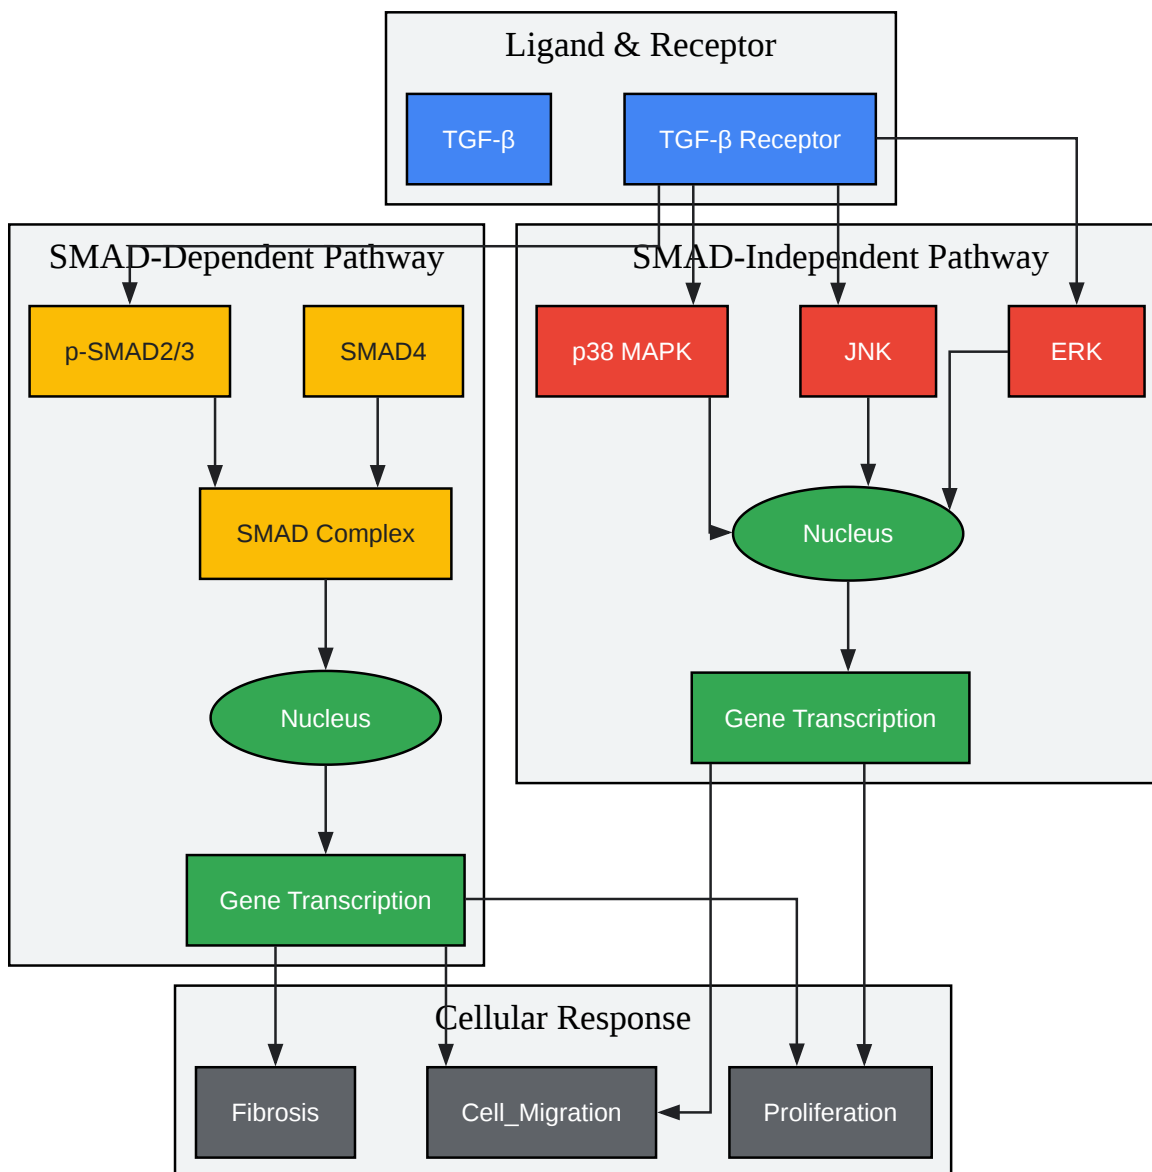 Ligand & Receptor
TGF-β
TGF-β Receptor
SMAD-Dependent Pathway
SMAD-Independent Pathway
p-SMAD2/3
SMAD4
p38 MAPK
JNK
ERK
SMAD Complex
Nucleus
Nucleus
Gene Transcription
Gene Transcription
Cellular Response
Fibrosis
Cell_Migration
Proliferation